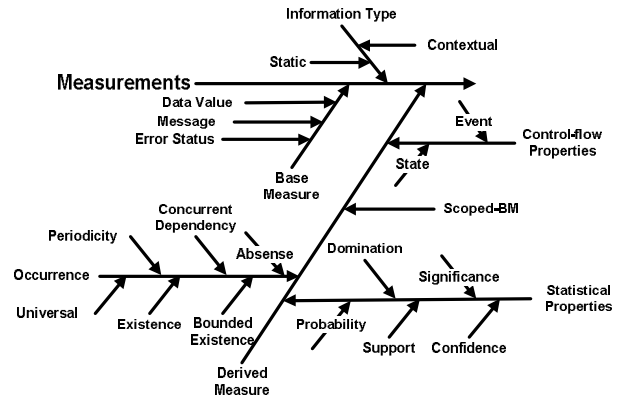 Information Type
Contextual
Static
Measurements
Data Value
Message
Error Status
Event
Control-flow
Properties
State
Base
Measure
Scoped-BM
Concurrent
Dependency
Periodicity
Absense
Domination
Occurrence
Significance
Statistical
Properties
Universal
Existence
Bounded
Existence
Probability
Support
Confidence
Derived
Measure